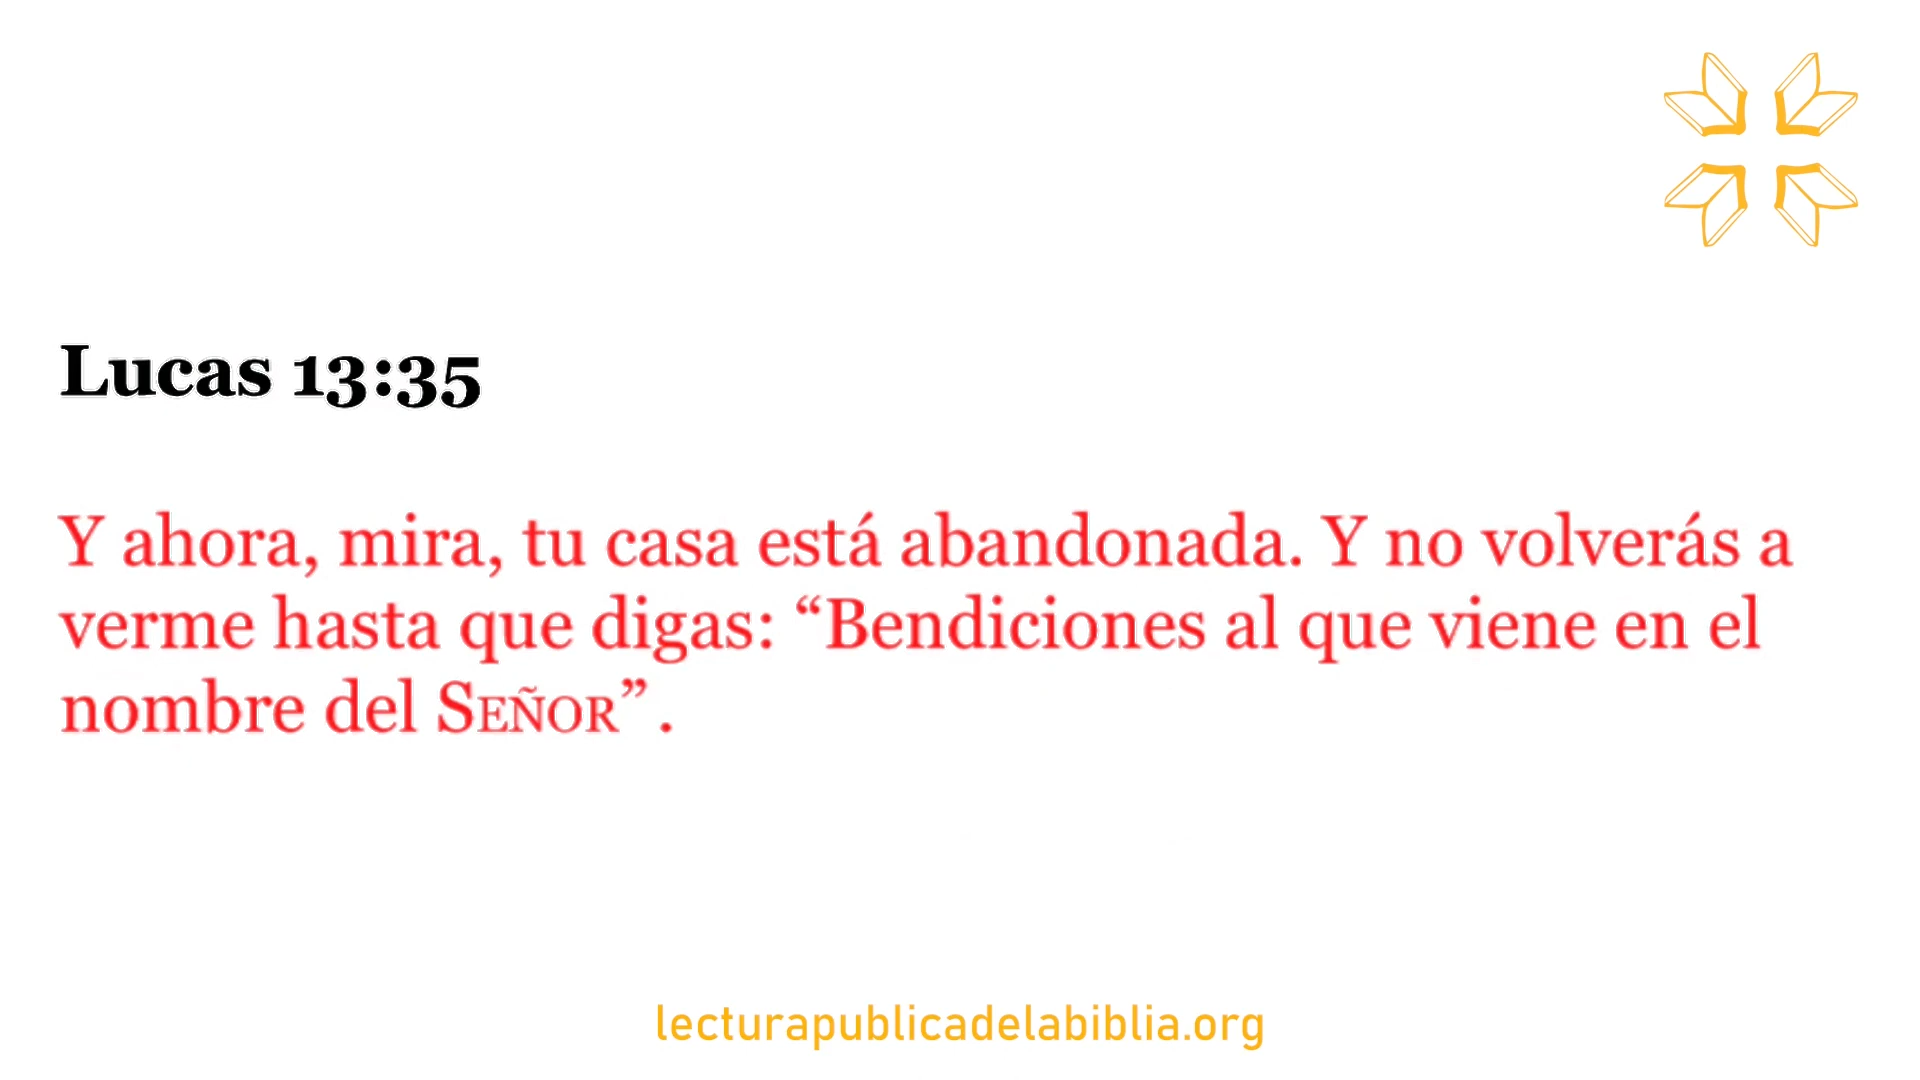 Lucas 13:35
Y ahora, mira, tu casa está abandonada. Y no volverás a
verme hasta que digas: “Bendiciones al que viene en el
nombre del SEÑOR” .
lecturapublicadelabiblia.org